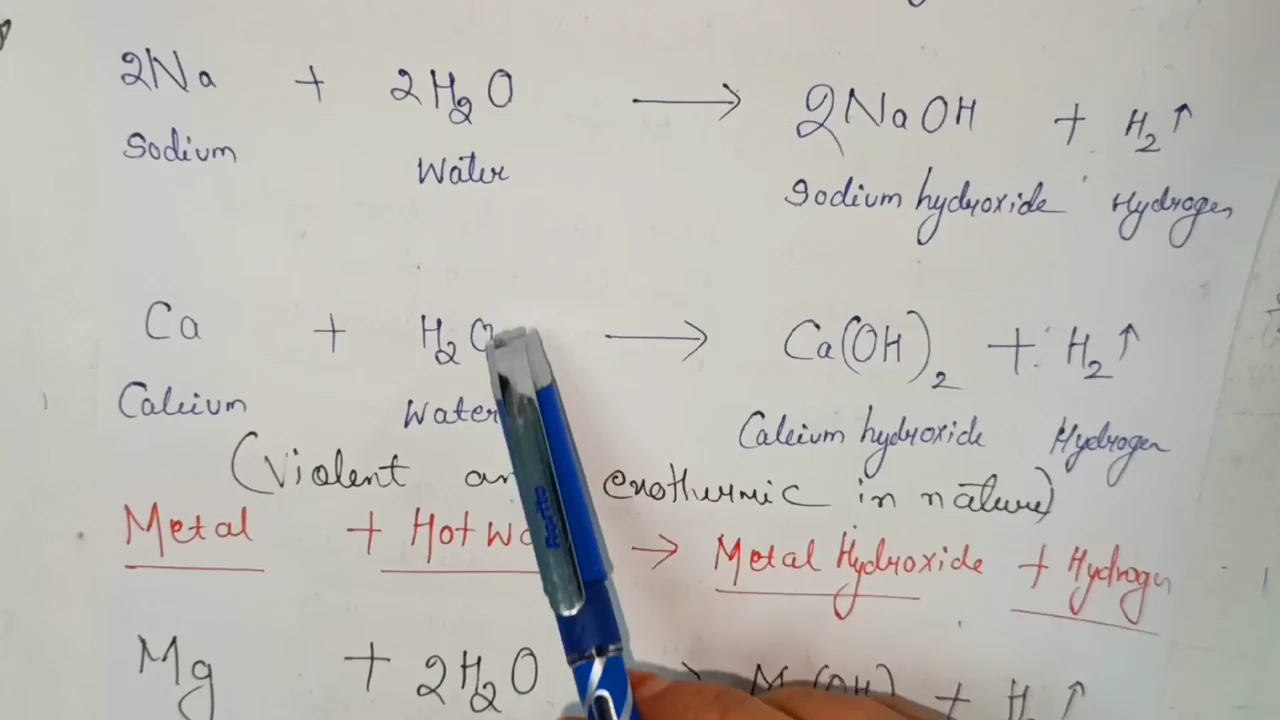 2Na + 2H₂O → 2NaOH + H₂↑
Sodium Water Sodium hydroxide Hydrogen
Ca + H₂O → Ca(OH)₂ + H₂↑
Calcium Water Calcium hydroxide Hydrogen
(Violent exothermic in nature)
Metal + Hot → Metal Hydroxide + Hydrogen
Mg + 2H₂O + H₂↑